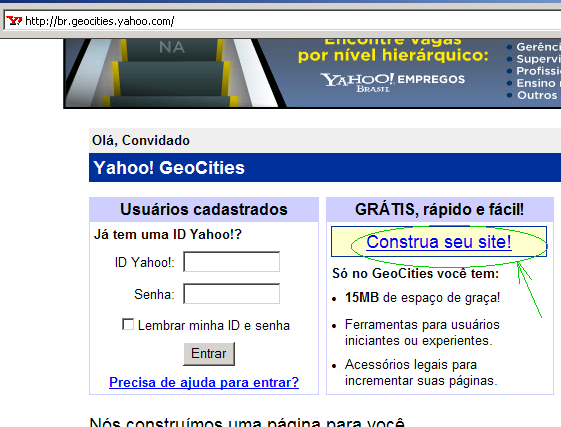 http://br.geocities.yahoo.com/
NA
Encontre vagas
por nível hierárquico:
YAHOO! EMPREGOS
BRASIL
• Gerênci
• Supervi
• Profissi
• Ensino m
• Outros
Olá, Convidado
Yahoo! GeoCities
Usuários cadastrados
Já tem uma ID Yahoo!?
ID Yahoo!:
Senha:
Lembrar minha ID e senha
Entrar
Precisa de ajuda para entrar?
GRÁTIS, rápido e fácil!
Construa seu site!
Só no GeoCities você tem:
• 15MB de espaço de graça!
• Ferramentas para usuários
iniciantes ou experientes.
• Acessórios legais para
incrementar suas páginas.
Nós construímos uma página para você